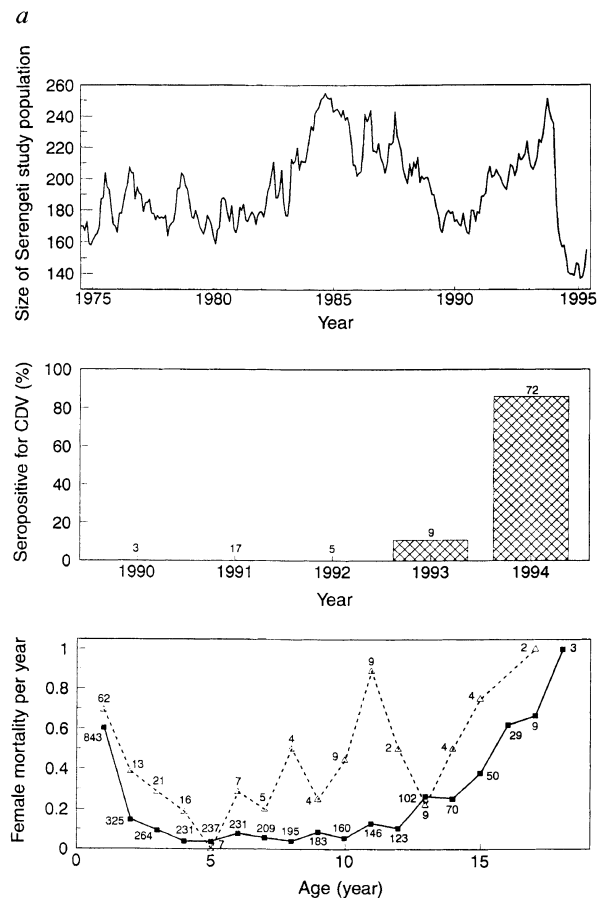 a
Size of Serengeti study population
260
240
220
200
180
160
140
1975 1980 1985 1990 1995
Year
Seropositive for CDV (%)
100
80
60
40
20
0
3 17 5 9 72
1990 1991 1992 1993 1994
Year
Female mortality per year
1
0.8
0.6
0.4
0.2
0
62 13 21 16 7 7 5 4 4 9 9 2 9 4 4 2
843 325 264 231 237 231 209 195 183 160 146 123 102 70 50 29 9 3
0 5 10 15
Age (year)